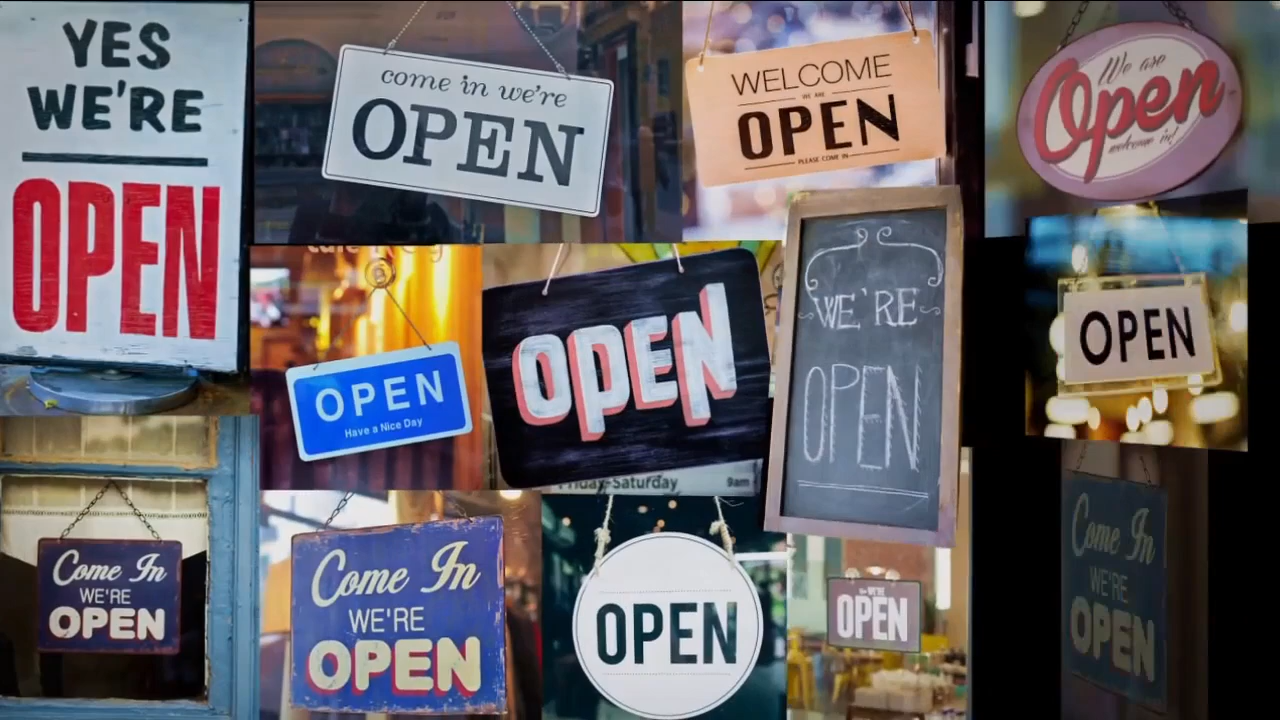 YES
WE'RE
OPEN
come in we're
OPEN
WELCOME
WE ARE
OPEN
PLEASE COME IN
We are
Open
welcome in!
OPEN
Have a Nice Day
OPEN
Friday-Saturday 9am
WE'RE
OPEN
OPEN
Come In
WE'RE
OPEN
Come In
WE'RE
OPEN
OPEN
WE'RE
OPEN
Come In
WE'RE
OPEN